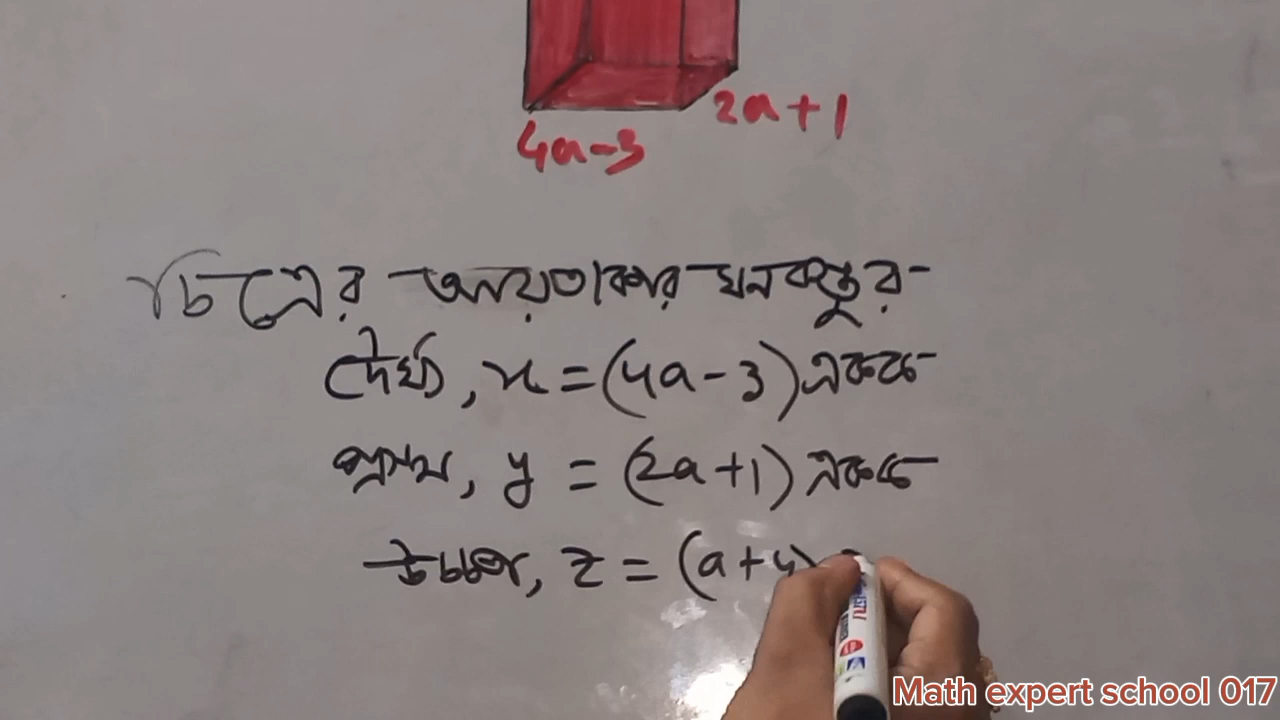 2a+1
4a-3
চিত্রের আয়তাকার ঘনবস্তুর
দৈর্ঘ্য, x = (4a-3) একক
প্রস্থ, y = (2a+1) একক
উচ্চতা, z = (a+4)
Math expert school 017